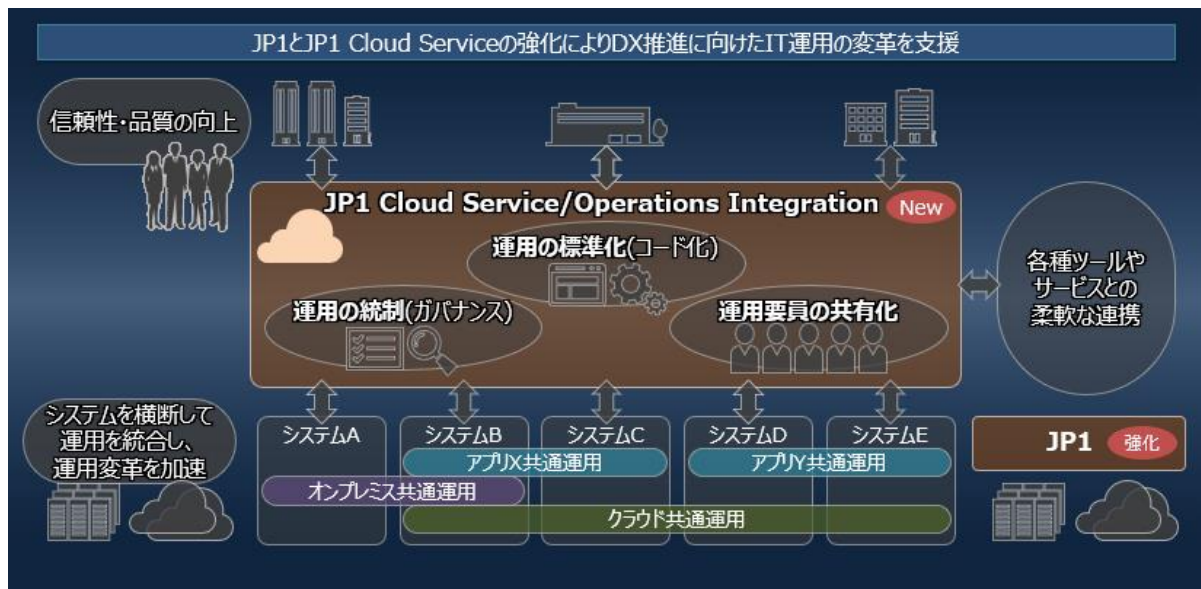 JP1とJP1 Cloud Serviceの強化によりDX推進に向けたIT運用の変革を支援
信頼性・品質の向上
JP1 Cloud Service/Operations Integration New
運用の標準化(コード化)
運用の統制(ガバナンス)
運用要員の共有化
各種ツールや
サービスとの
柔軟な連携
システムを横断して
運用を統合し、
運用変革を加速
システムA
システムB
システムC
システムD
システムE
アプリX共通運用
アプリY共通運用
オンプレミス共通運用
クラウド共通運用
JP1 強化